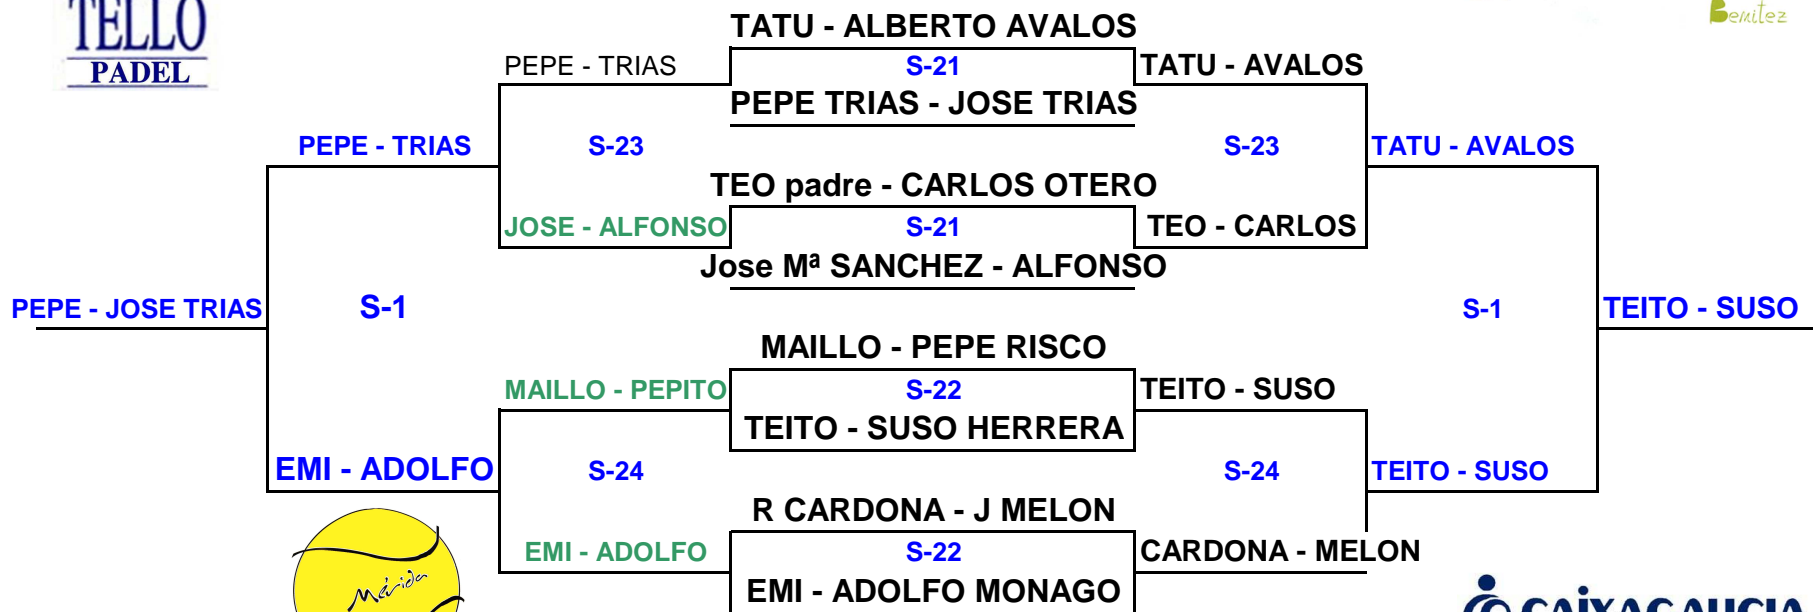 TELLO
PADEL
Benitez
TATU - ALBERTO AVALOS
PEPE - TRIAS
S-21
TATU - AVALOS
PEPE TRIAS - JOSE TRIAS
PEPE - TRIAS
S-23
S-23
TATU - AVALOS
TEO padre - CARLOS OTERO
JOSE - ALFONSO
S-21
TEO - CARLOS
Jose Mª SANCHEZ - ALFONSO
PEPE - JOSE TRIAS
S-1
S-1
TEITO - SUSO
MAILLO - PEPE RISCO
MAILLO - PEPITO
S-22
TEITO - SUSO
TEITO - SUSO HERRERA
EMI - ADOLFO
S-24
S-24
TEITO - SUSO
R CARDONA - J MELON
EMI - ADOLFO
S-22
CARDONA - MELON
EMI - ADOLFO MONAGO
Mérida
CAIXAGALICIA